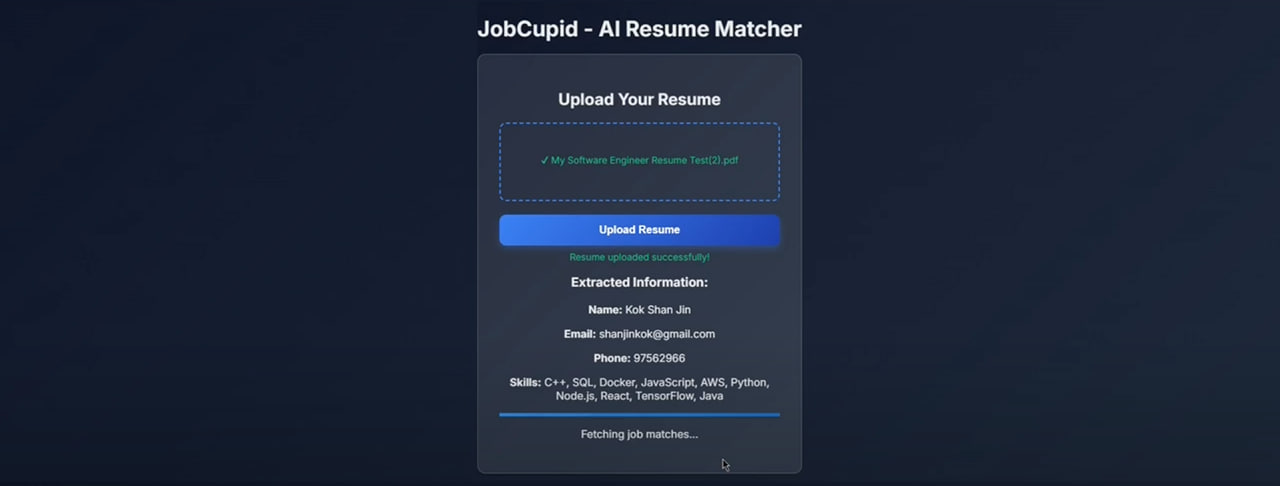 JobCupid - AI Resume Matcher
Upload Your Resume
✓ My Software Engineer Resume Test(2).pdf
Upload Resume
Resume uploaded successfully!
Extracted Information:
Name: Kok Shan Jin
Email: shanjinkok@gmail.com
Phone: 97562966
Skills: C++, SQL, Docker, JavaScript, AWS, Python,
Node.js, React, TensorFlow, Java
Fetching job matches...